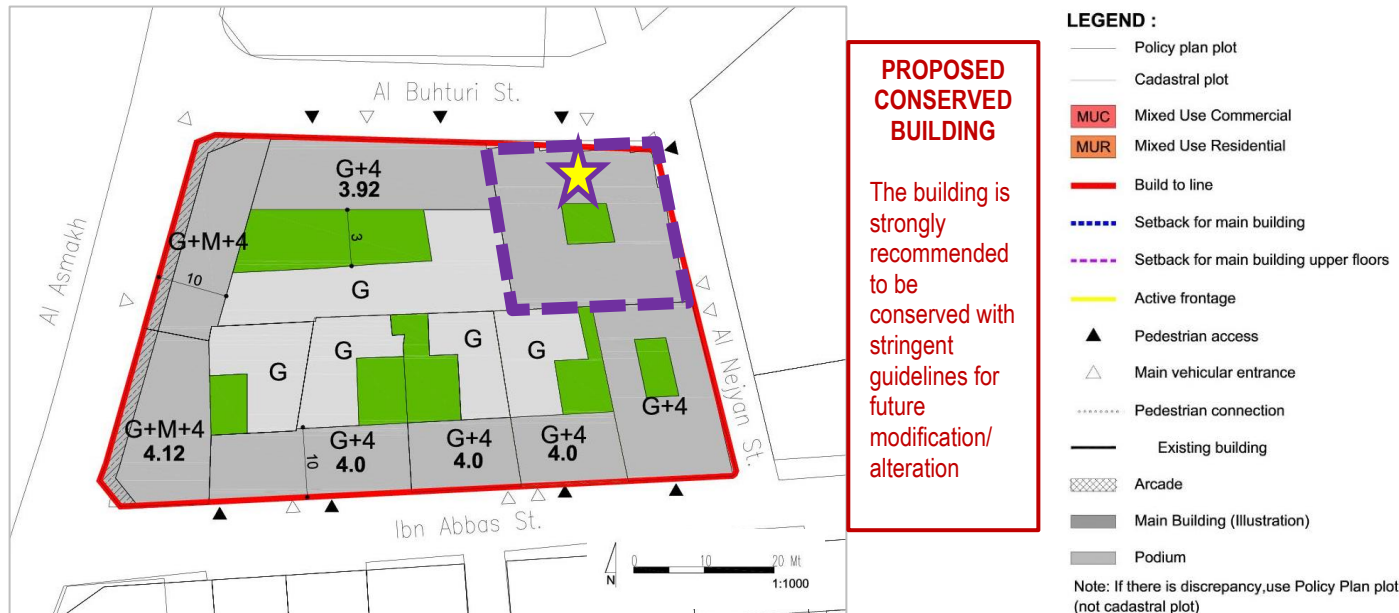 Al Buhturi St.
G+4
3.92
G+M+4
10
3
G
Al Asmakh
G
G
G
G+M+4
4.12
G+4
4.0
G+4
4.0
G+4
4.0
G+4
10
Al Nejyan St.
Ibn Abbas St.
N
0 10 20 Mt
1:1000
PROPOSED
CONSERVED
BUILDING
The building is
strongly
recommended
to be
conserved with
stringent
guidelines for
future
modification/
alteration
LEGEND :
Policy plan plot
Cadastral plot
MUC Mixed Use Commercial
MUR Mixed Use Residential
Build to line
Setback for main building
Setback for main building upper floors
Active frontage
Pedestrian access
Main vehicular entrance
Pedestrian connection
Existing building
Arcade
Main Building (Illustration)
Podium
Note: If there is discrepancy,use Policy Plan plot
(not cadastral plot)